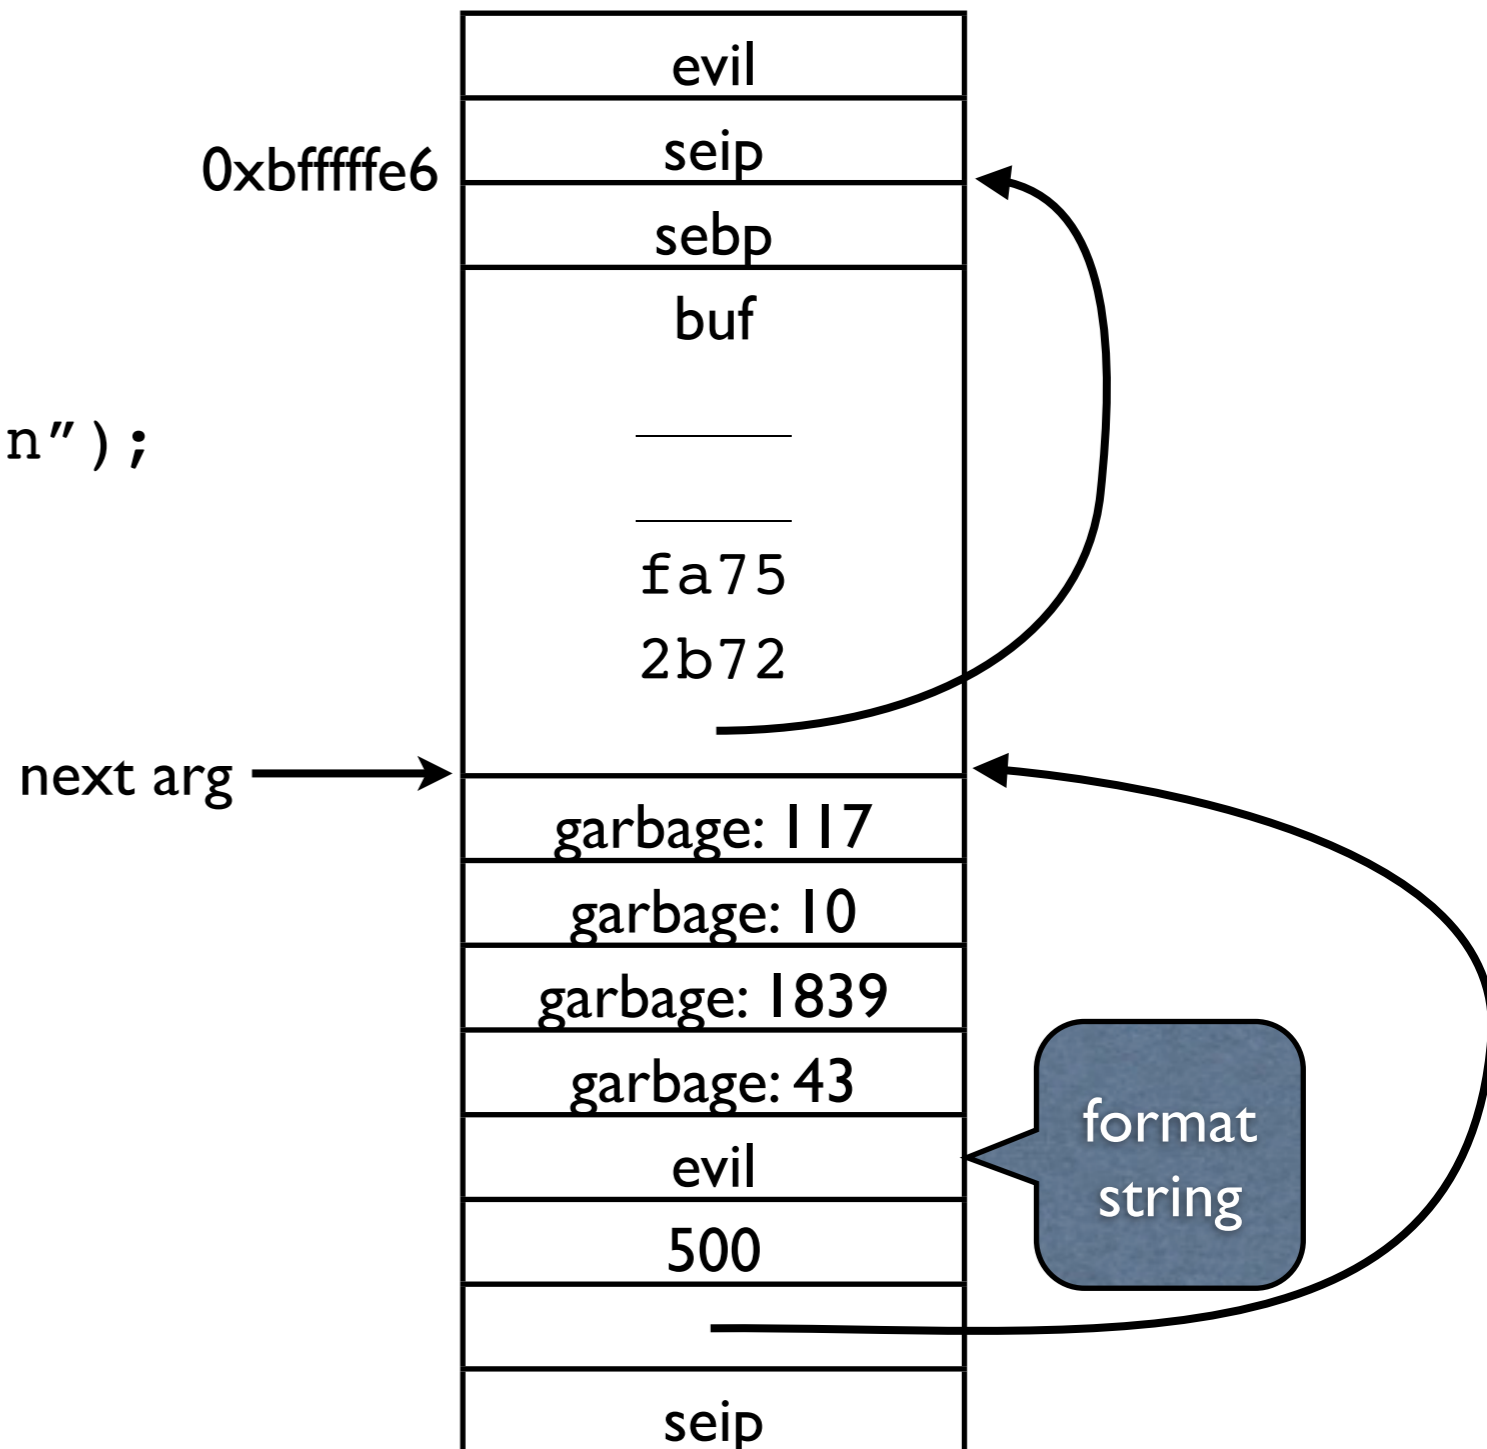 evil
0xbfffffe6
seip
sebp
buf
n”);
fa75
2b72
next arg
garbage: 117
garbage: 10
garbage: 1839
garbage: 43
evil
format
string
500
seip